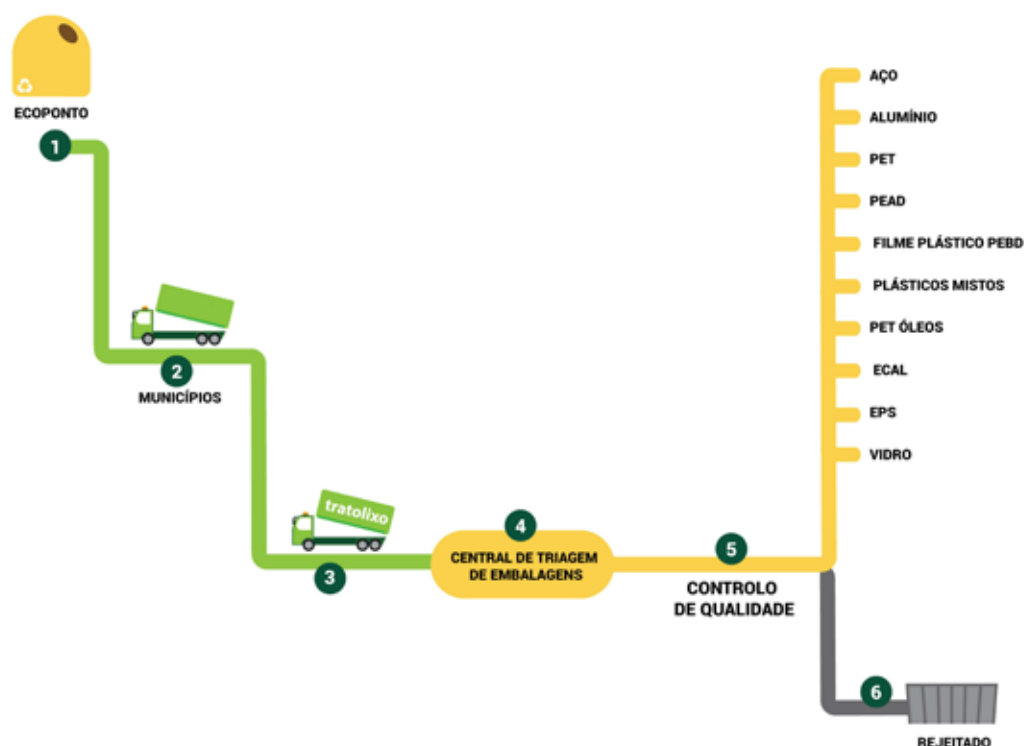 ECOPONTO
1
2
MUNICÍPIOS
tratolixo
3
4
CENTRAL DE TRIAGEM
DE EMBALAGENS
5
CONTROLO
DE QUALIDADE
AÇO
ALUMÍNIO
PET
PEAD
FILME PLÁSTICO PEBD
PLÁSTICOS MISTOS
PET ÓLEOS
ECAL
EPS
VIDRO
6
REJEITADO